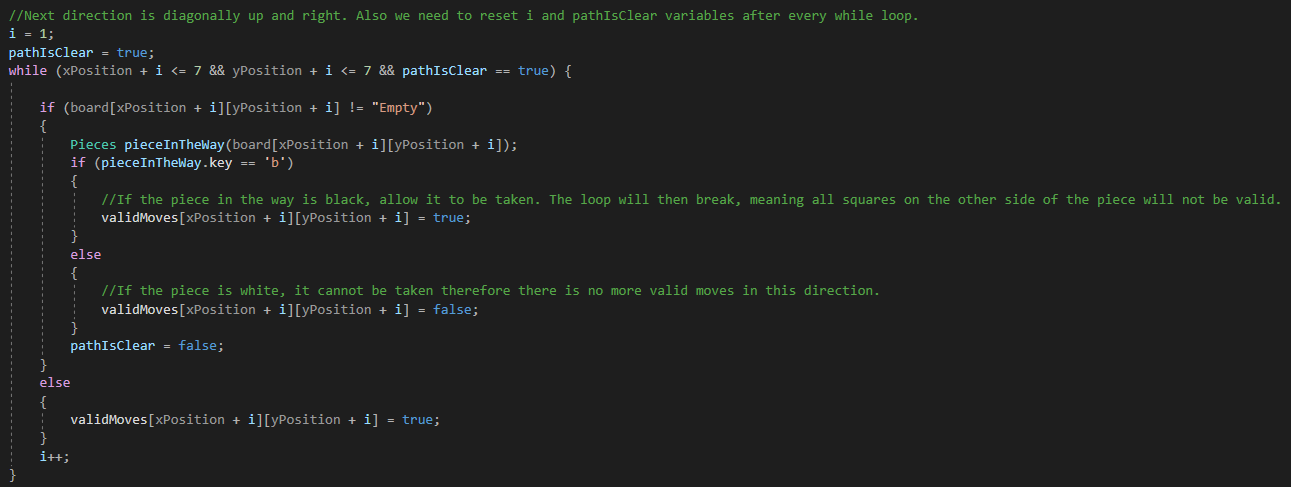 //Next direction is diagonally up and right. Also we need to reset i and pathIsClear variables after every while loop.
i = 1;
pathIsClear = true;
while (xPosition + i <= 7 && yPosition + i <= 7 && pathIsClear == true) {
if (board[xPosition + i][yPosition + i] != "Empty")
{
Pieces pieceInTheWay(board[xPosition + i][yPosition + i]);
if (pieceInTheWay.key == 'b')
{
//If the piece in the way is black, allow it to be taken. The loop will then break, meaning all squares on the other side of the piece will not be valid.
validMoves[xPosition + i][yPosition + i] = true;
}
else
{
//If the piece is white, it cannot be taken therefore there is no more valid moves in this direction.
validMoves[xPosition + i][yPosition + i] = false;
}
pathIsClear = false;
}
else
{
validMoves[xPosition + i][yPosition + i] = true;
}
i++;
}